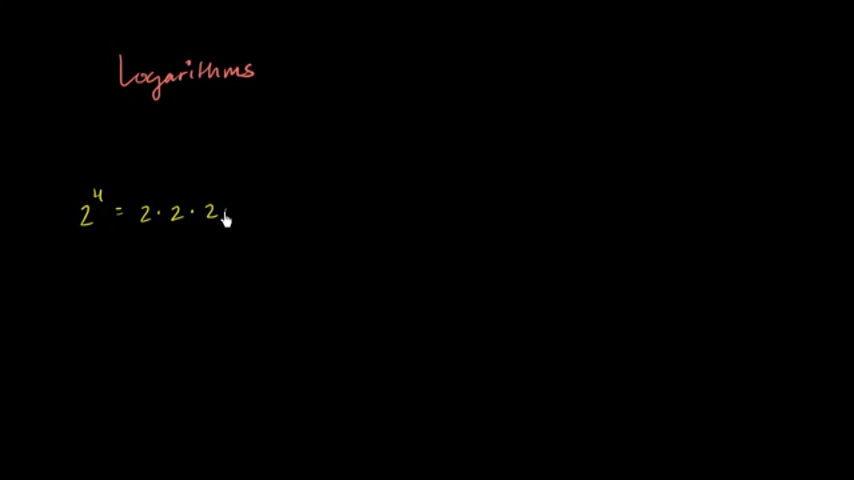 Logarithms
2⁴ = 2 · 2 · 2 ·